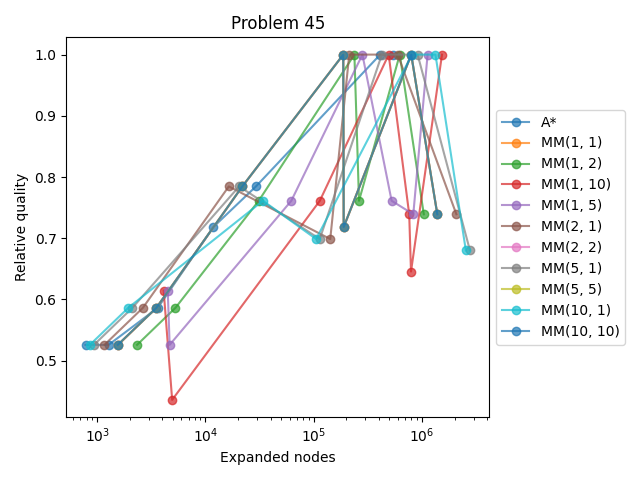 Problem 45
Relative quality
1.0
0.9
0.8
0.7
0.6
0.5
10³
10⁴
10⁵
10⁶
Expanded nodes
A*
MM(1, 1)
MM(1, 2)
MM(1, 10)
MM(1, 5)
MM(2, 1)
MM(2, 2)
MM(5, 1)
MM(5, 5)
MM(10, 1)
MM(10, 10)